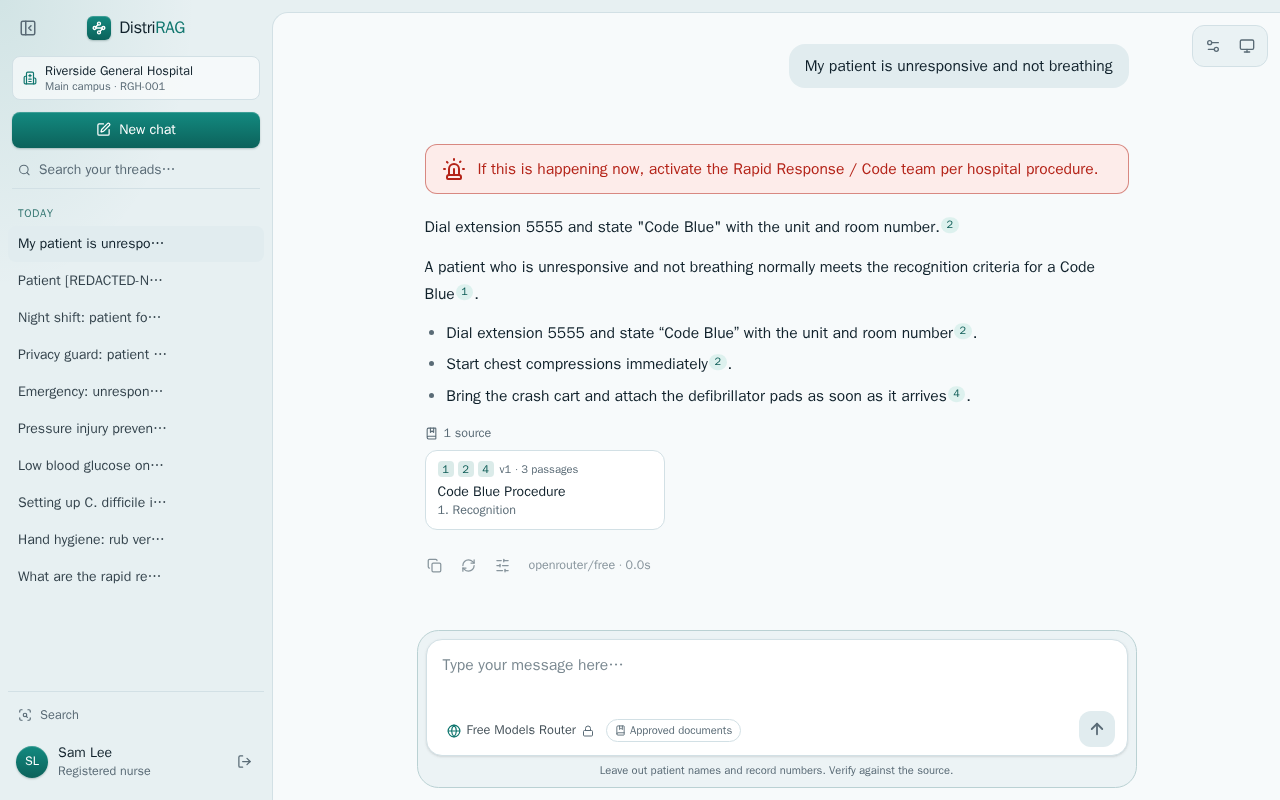 DistriRAG
Riverside General Hospital
Main campus · RGH-001
New chat
Search your threads···
TODAY
My patient is unrespo···
Patient [REDACTED-N···
Night shift: patient fo···
Privacy guard: patient ···
Emergency: unrespon···
Pressure injury preven···
Low blood glucose on···
Setting up C. difficile i···
Hand hygiene: rub ver···
What are the rapid re···
Search
SL
Sam Lee
Registered nurse
My patient is unresponsive and not breathing
If this is happening now, activate the Rapid Response / Code team per hospital procedure.
Dial extension 5555 and state "Code Blue" with the unit and room number. 2
A patient who is unresponsive and not breathing normally meets the recognition criteria for a Code
Blue 1 .
• Dial extension 5555 and state “Code Blue” with the unit and room number 2 .
• Start chest compressions immediately 2 .
• Bring the crash cart and attach the defibrillator pads as soon as it arrives 4 .
1 source
1 2 4 v1 · 3 passages
Code Blue Procedure
1. Recognition
openrouter/free · 0.0s
Type your message here···
Free Models Router
Approved documents
Leave out patient names and record numbers. Verify against the source.